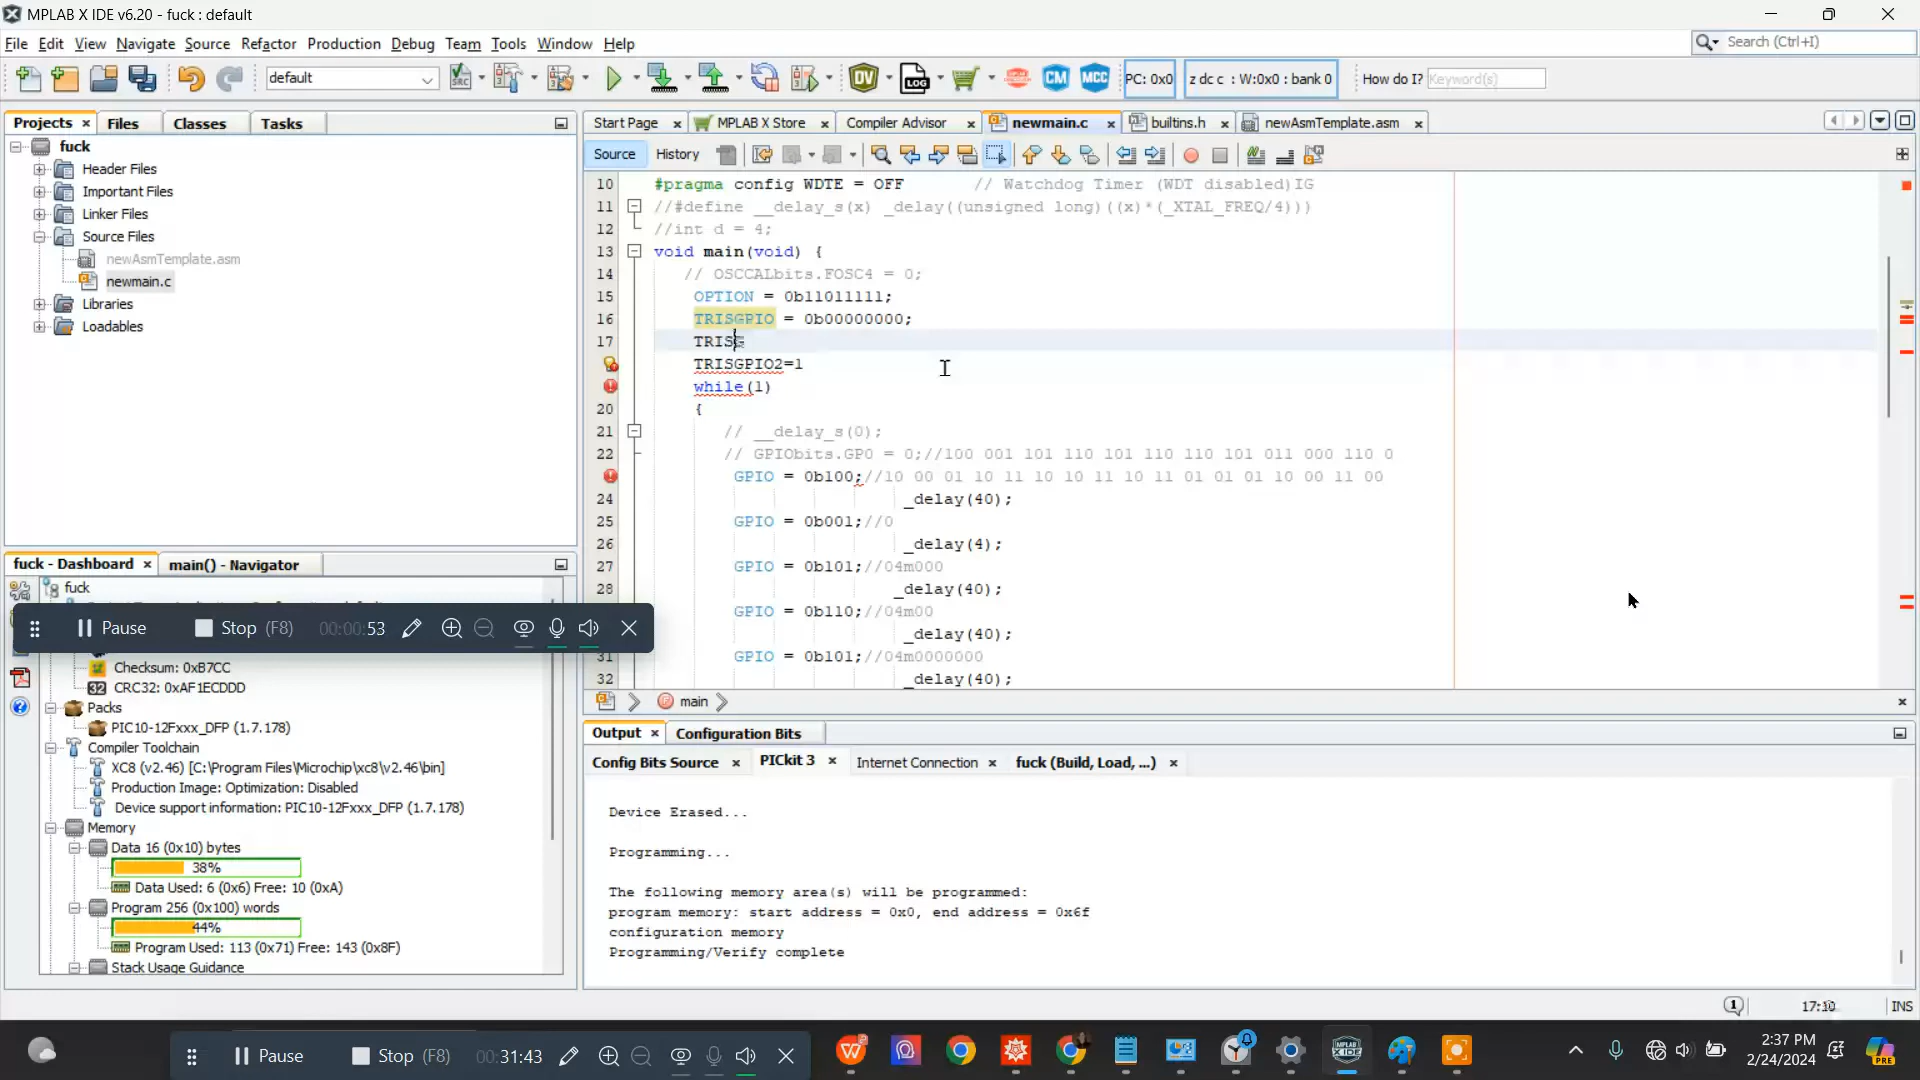 MPLAB X IDE v6.20 - fuck : default
File Edit View Navigate Source Refactor Production Debug Team Tools Window Help
Search (Ctrl+I)
default
PC: 0x0
z dc c : W:0x0 : bank 0
How do I? Keyword(s)
Projects Files Classes Tasks
fuck
Header Files
Important Files
Linker Files
Source Files
newAsmTemplate.asm
newmain.c
Libraries
Loadables
Start Page MPLAB X Store Compiler Advisor newmain.c builtins.h newAsmTemplate.asm
Source History
10 #pragma config WDTE = OFF // Watchdog Timer (WDT disabled)IG
11 //#define __delay_s(x) _delay((unsigned long)((x)*(_XTAL_FREQ/4)))
12 //int d = 4;
13 void main(void) {
14 // OSCCALbits.FOSC4 = 0;
15 OPTION = 0b11011111;
16 TRISGPIO = 0b00000000;
17 TRISG
TRISGPIO2=1
while(1)
20 {
21 // __delay_s(0);
22 // GPIObits.GP0 = 0;//100 001 101 110 101 110 110 101 011 000 110 0
GPIO = 0b100;//10 00 01 10 11 10 10 11 10 11 01 01 01 10 00 11 00
24 _delay(40);
25 GPIO = 0b001;//0
26 _delay(4);
27 GPIO = 0b101;//04m000
28 _delay(40);
GPIO = 0b110;//04m00
_delay(40);
31 GPIO = 0b101;//04m0000000
32 _delay(40);
main
fuck - Dashboard main() - Navigator
fuck
Pause Stop (F8) 00:00:53
Checksum: 0xB7CC
CRC32: 0xAF1ECDDD
Packs
PIC10-12Fxxx_DFP (1.7.178)
Compiler Toolchain
XC8 (v2.46) [C:\Program Files\Microchip\xc8\v2.46\bin]
Production Image: Optimization: Disabled
Device support information: PIC10-12Fxxx_DFP (1.7.178)
Memory
Data 16 (0x10) bytes
38%
Data Used: 6 (0x6) Free: 10 (0xA)
Program 256 (0x100) words
44%
Program Used: 113 (0x71) Free: 143 (0x8F)
Stack Usage Guidance
Output Configuration Bits
Config Bits Source PICkit 3 Internet Connection fuck (Build, Load, ...)
Device Erased...
Programming...
The following memory area(s) will be programmed:
program memory: start address = 0x0, end address = 0x6f
configuration memory
Programming/Verify complete
INS
Pause Stop (F8) 00:31:43
2:37 PM
2/24/2024